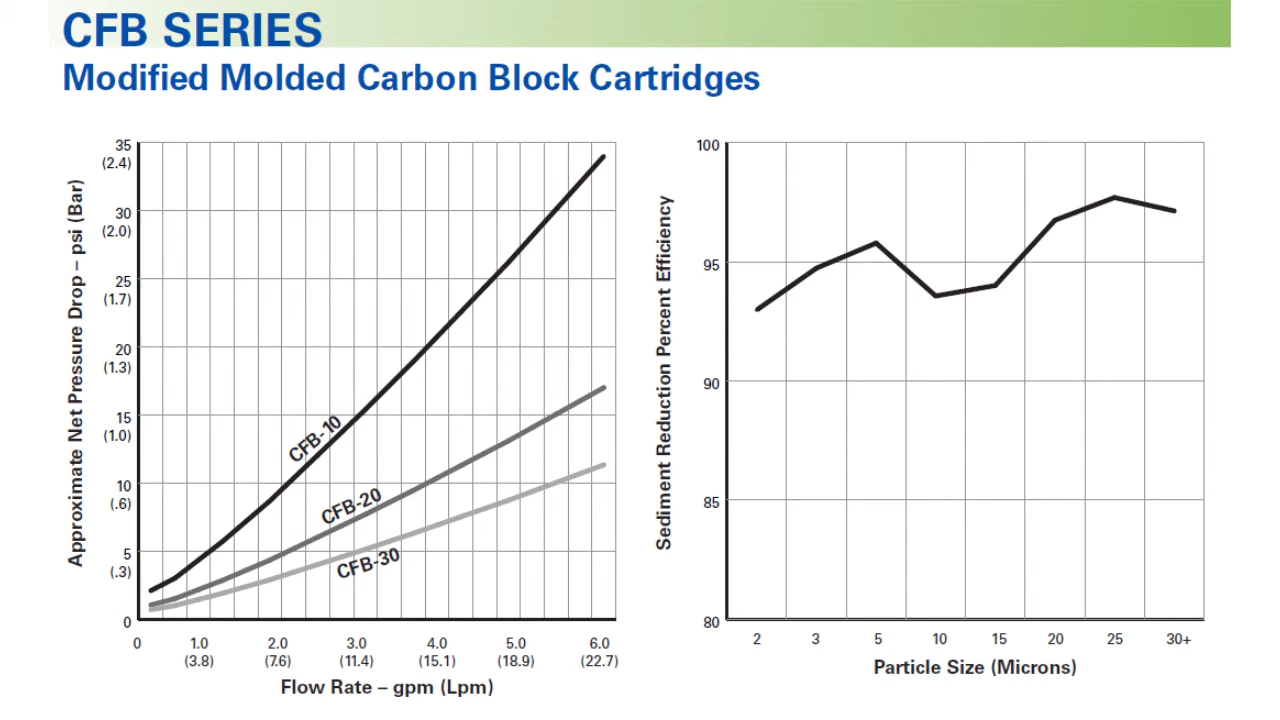 CFB SERIES
Modified Molded Carbon Block Cartridges
Approximate Net Pressure Drop – psi (Bar)
35
(2.4)
30
(2.0)
25
(1.7)
20
(1.3)
15
(1.0)
10
(.6)
5
(.3)
0
CFB-10
CFB-20
CFB-30
0 1.0 2.0 3.0 4.0 5.0 6.0
(3.8) (7.6) (11.4) (15.1) (18.9) (22.7)
Flow Rate – gpm (Lpm)
Sediment Reduction Percent Efficiency
100
95
90
85
80
2 3 5 10 15 20 25 30+
Particle Size (Microns)